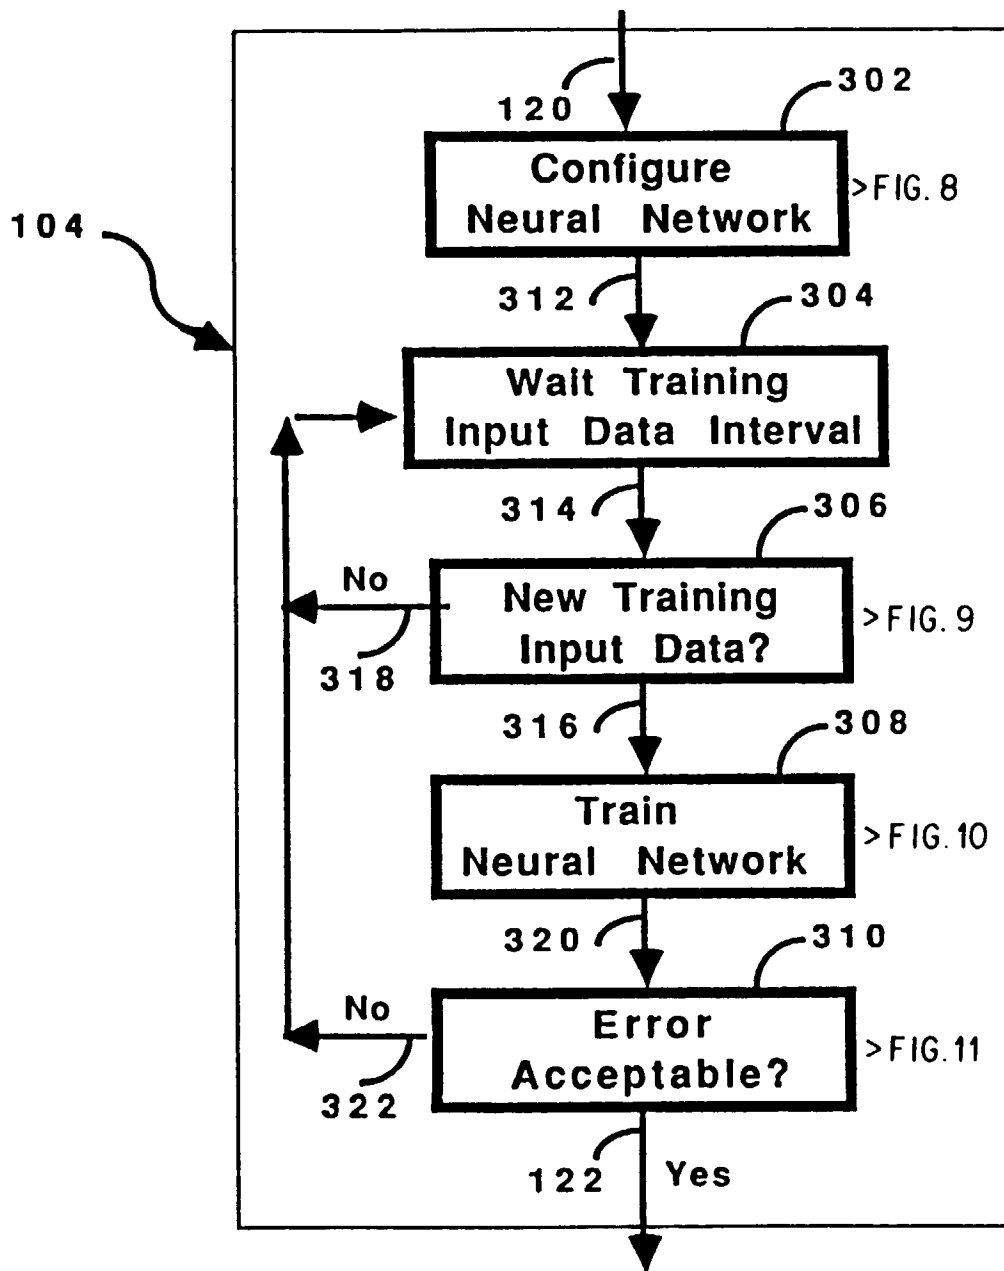 120
302
Configure
Neural Network
>FIG. 8
104
312
304
Wait Training
Input Data Interval
314
306
No
New Training
Input Data?
>FIG. 9
318
316
308
Train
Neural Network
>FIG. 10
320
310
No
Error
Acceptable?
>FIG. 11
322
122
Yes